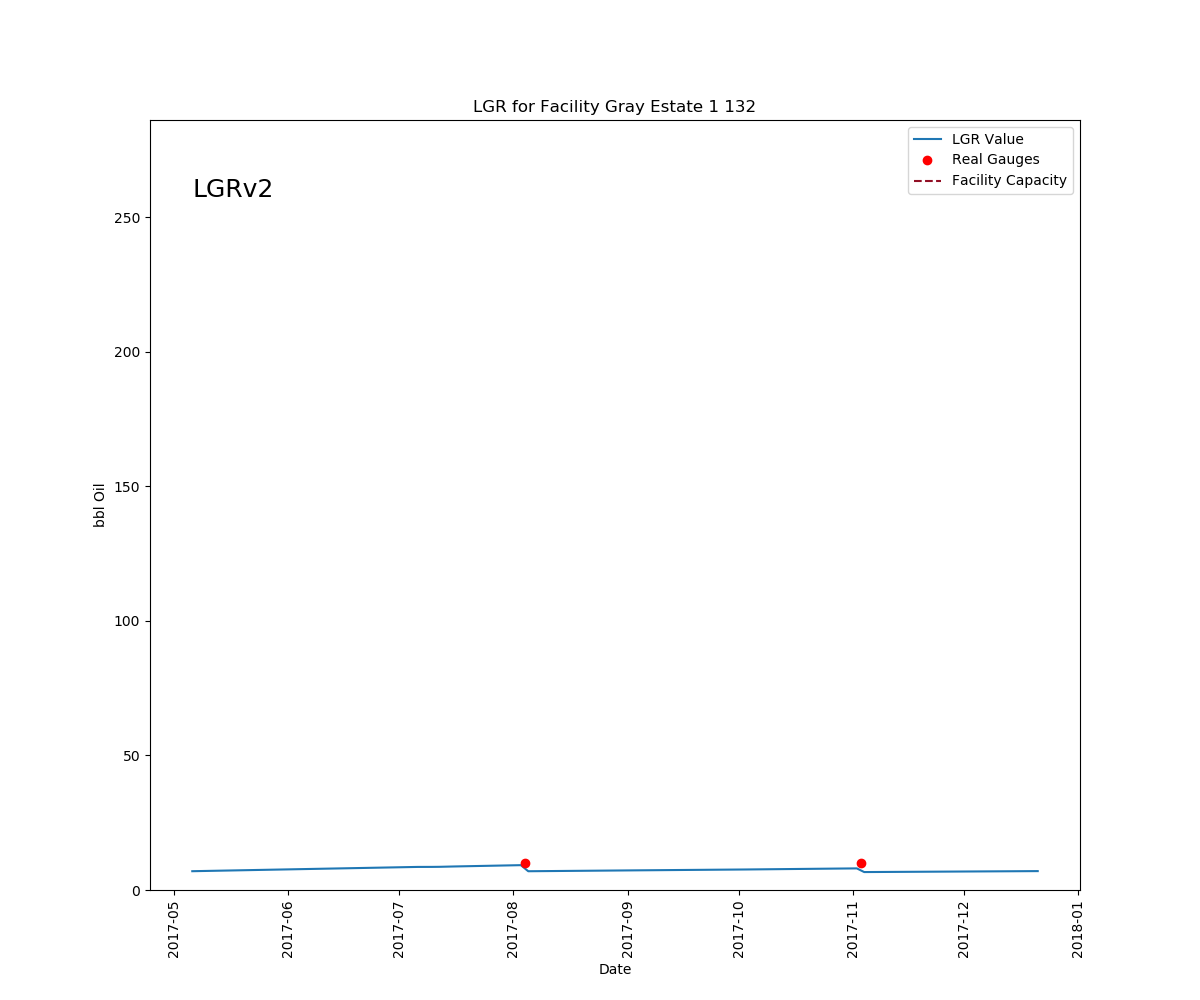 LGR for Facility Gray Estate 1 132
LGR Value
Real Gauges
Facility Capacity
LGRv2
250
200
150
100
50
0
bbl Oil
2017-05
2017-06
2017-07
2017-08
2017-09
2017-10
2017-11
2017-12
2018-01
Date